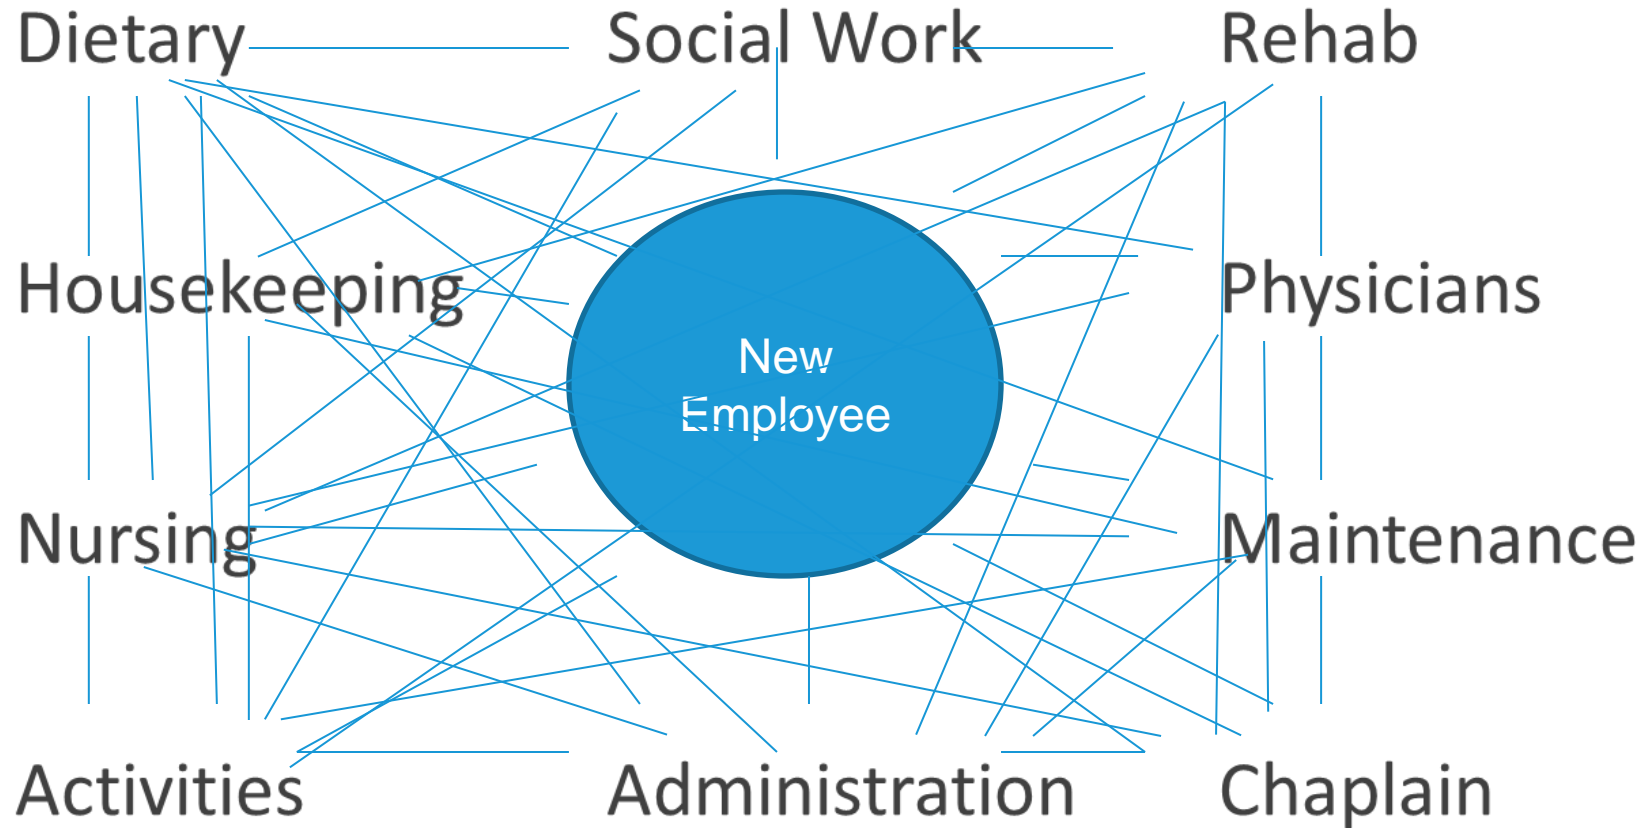 Dietary
Social Work
Rehab
Housekeeping
Physicians
New
Employee
Nursing
Maintenance
Activities
Administration
Chaplain